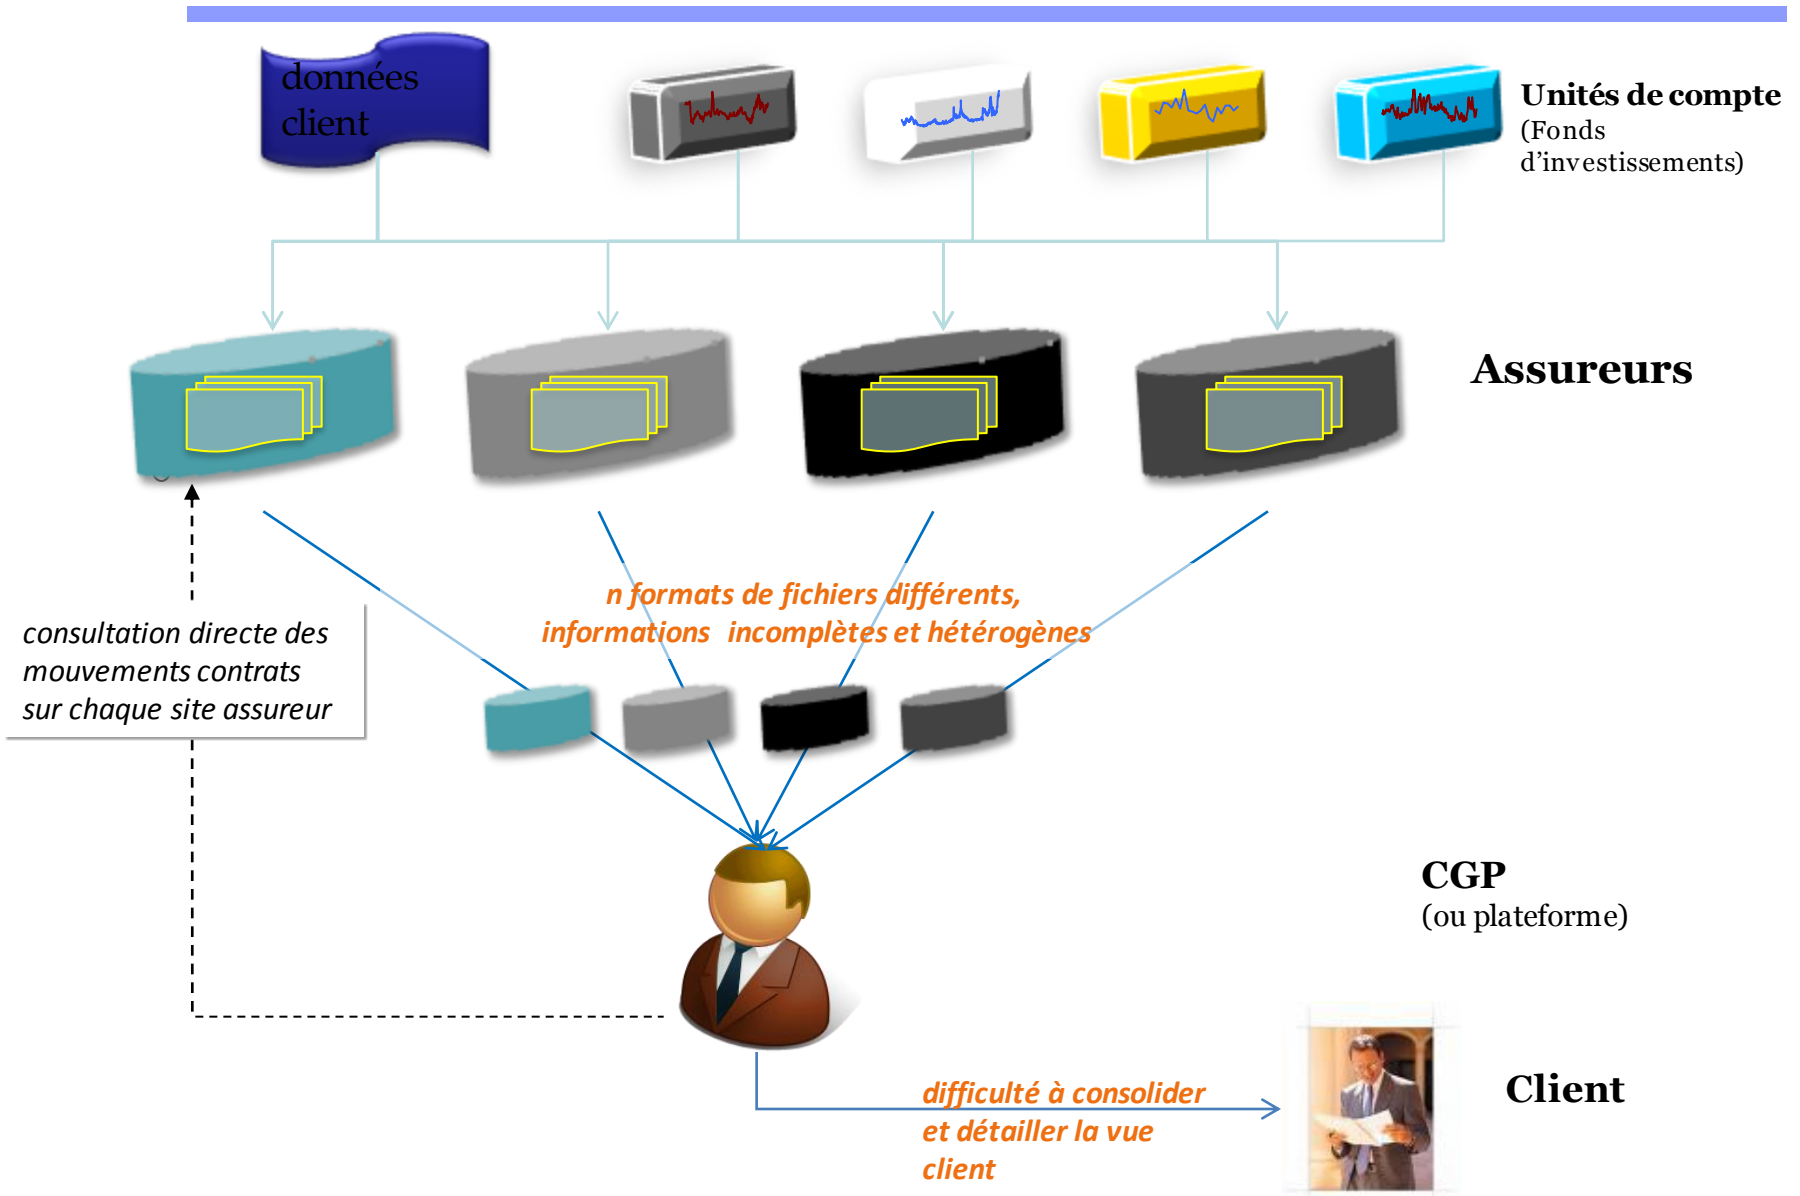 données
client
Unités de compte
(Fonds
d’investissements)
Assureurs
n formats de fichiers différents,
informations incomplètes et hétérogènes
consultation directe des
mouvements contrats
sur chaque site assureur
CGP
(ou plateforme)
difficulté à consolider
et détailler la vue
client
Client